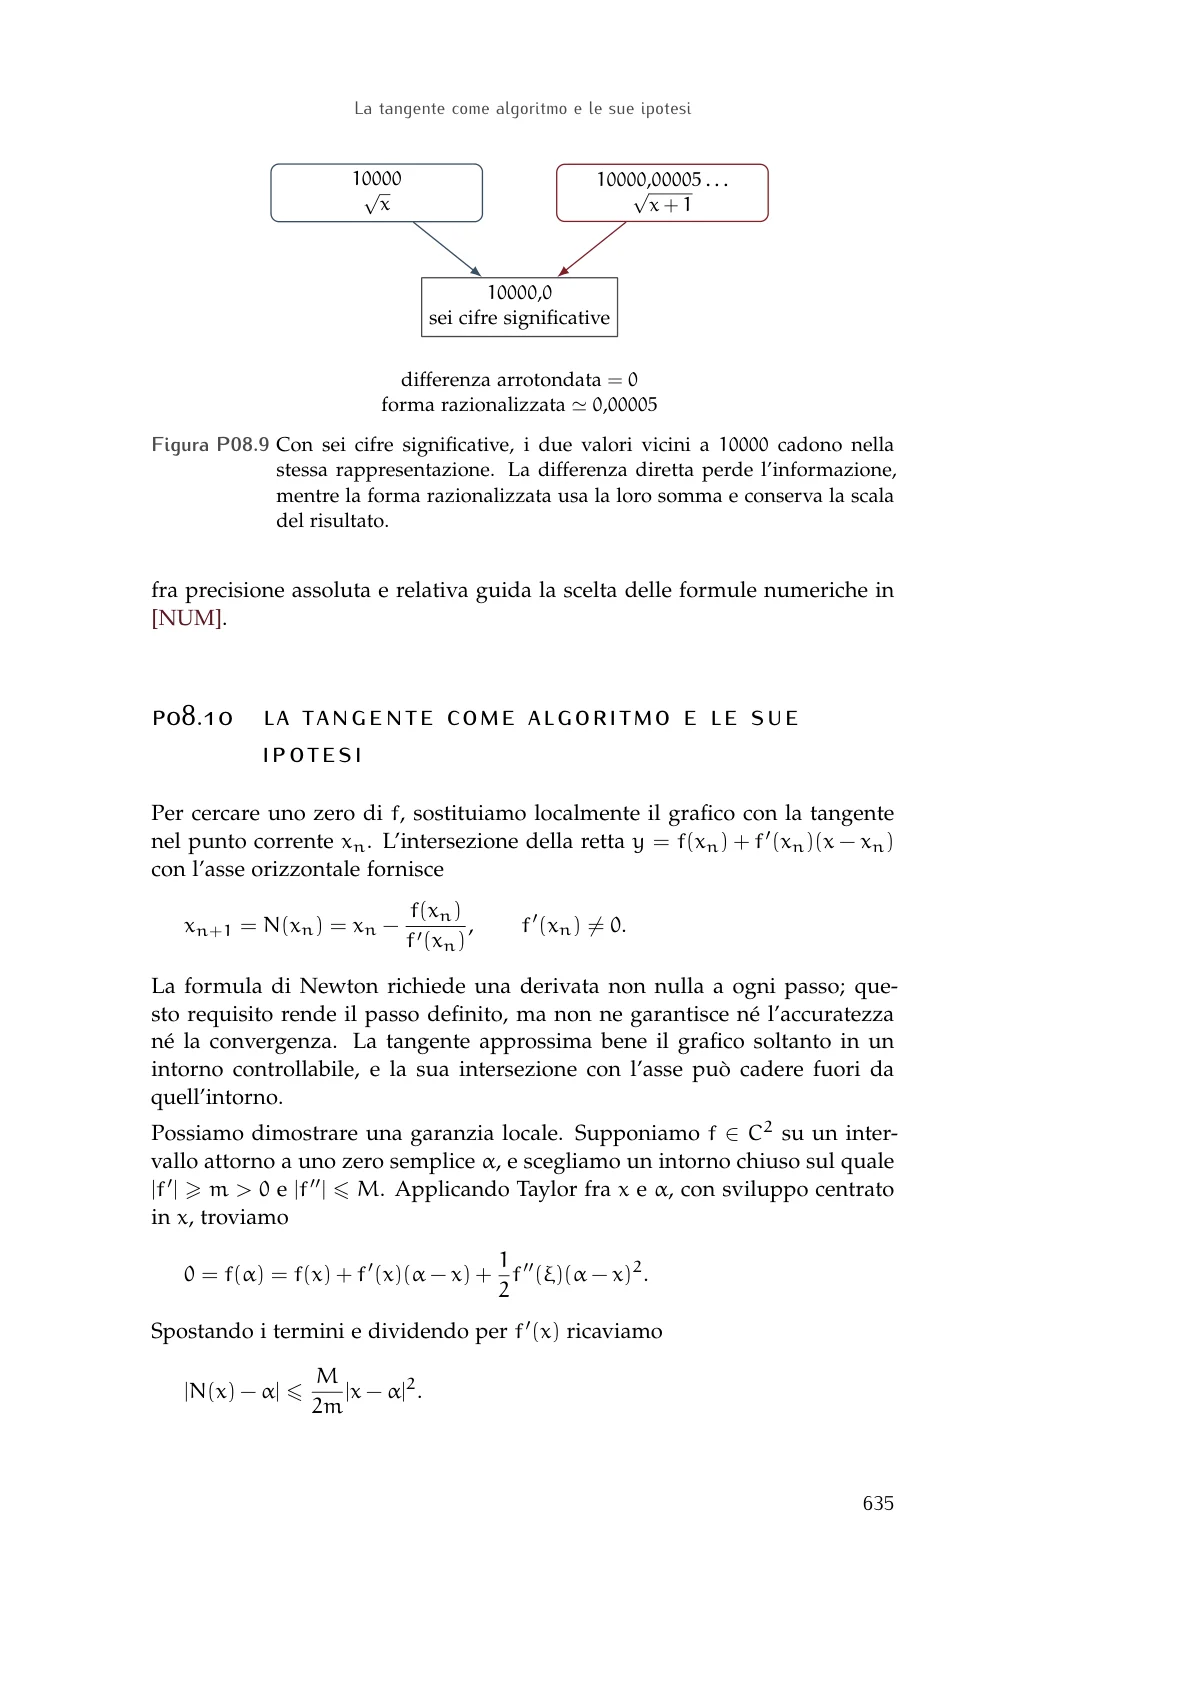 La tangente come algoritmo e le sue ipotesi
10000
√x
10000,00005 . . .
√x + 1
10000,0
sei cifre significative
differenza arrotondata = 0
forma razionalizzata ≃ 0,00005
Figura P08.9 Con sei cifre significative, i due valori vicini a 10000 cadono nella
stessa rappresentazione. La differenza diretta perde l'informazione,
mentre la forma razionalizzata usa la loro somma e conserva la scala
del risultato.
fra precisione assoluta e relativa guida la scelta delle formule numeriche in
[NUM].
P08.10 LA TANGENTE COME ALGORITMO E LE SUE
IPOTESI
Per cercare uno zero di f, sostituiamo localmente il grafico con la tangente
nel punto corrente xₙ. L'intersezione della retta y = f(xₙ) + f′(xₙ)(x − xₙ)
con l'asse orizzontale fornisce
xₙ₊₁ = N(xₙ) = xₙ − f(xₙ)/f′(xₙ), f′(xₙ) ≠ 0.
La formula di Newton richiede una derivata non nulla a ogni passo; que-
sto requisito rende il passo definito, ma non ne garantisce né l'accuratezza
né la convergenza. La tangente approssima bene il grafico soltanto in un
intorno controllabile, e la sua intersezione con l'asse può cadere fuori da
quell'intorno.
Possiamo dimostrare una garanzia locale. Supponiamo f ∈ C² su un inter-
vallo attorno a uno zero semplice α, e scegliamo un intorno chiuso sul quale
|f′| ⩾ m > 0 e |f″| ⩽ M. Applicando Taylor fra x e α, con sviluppo centrato
in x, troviamo
0 = f(α) = f(x) + f′(x)(α − x) + 1/2 f″(ξ)(α − x)².
Spostando i termini e dividendo per f′(x) ricaviamo
|N(x) − α| ⩽ M/2m |x − α|².
635